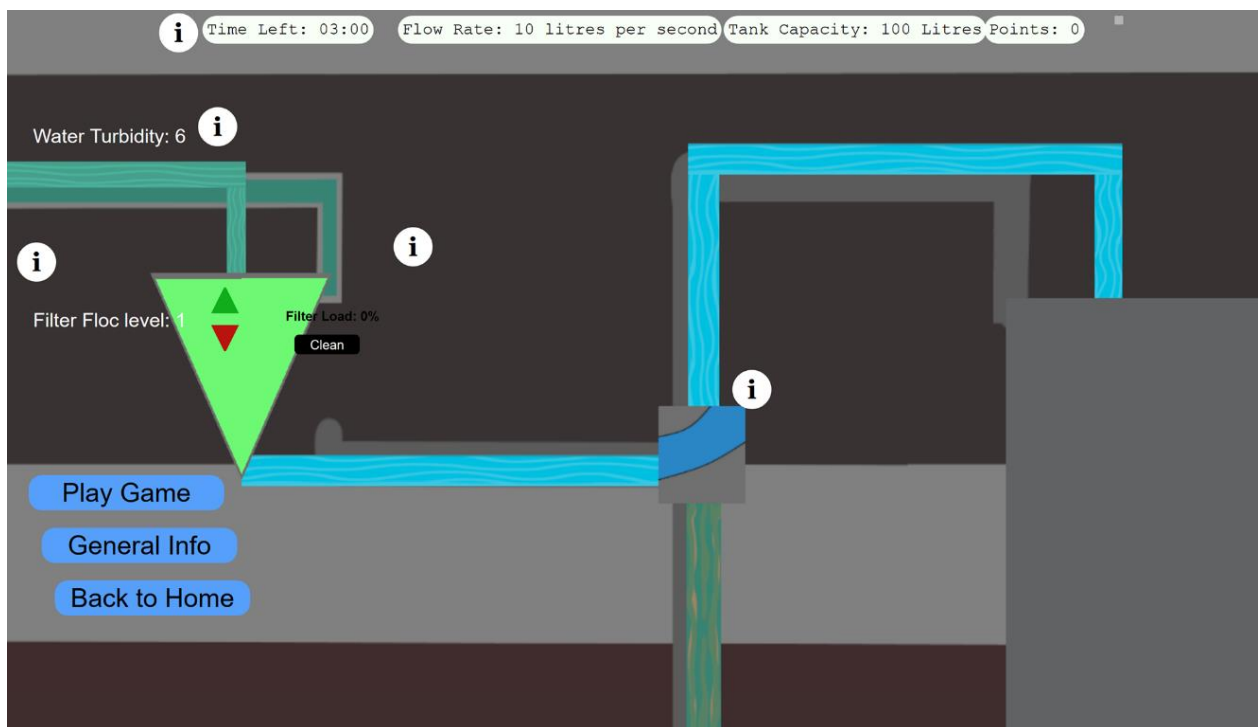 i
Time Left: 03:00
Flow Rate: 10 litres per second
Tank Capacity: 100 Litres
Points: 0
Water Turbidity: 6
i
i
i
Filter Floc level: 1
Filter Load: 0%
Clean
i
Play Game
General Info
Back to Home